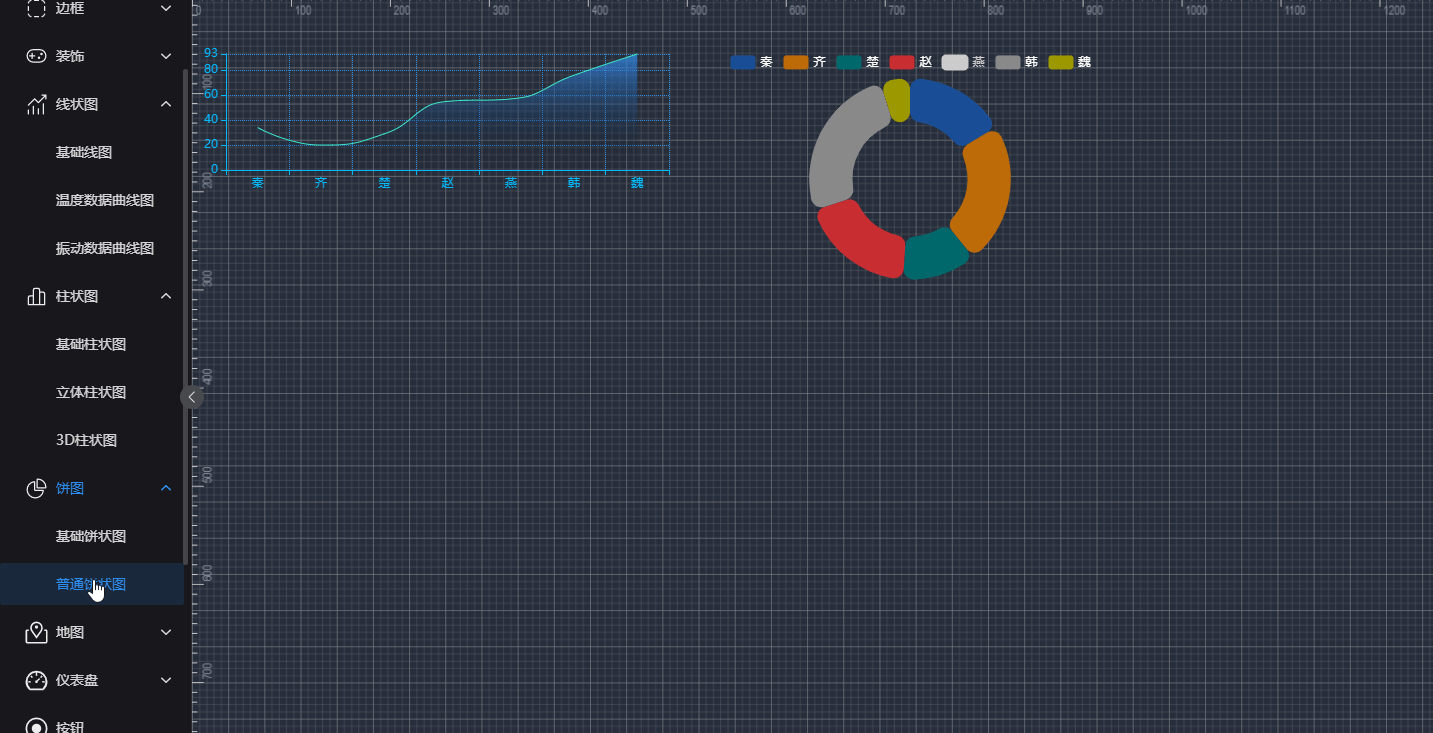 边框
装饰
线状图
基础线图
温度数据曲线图
振动数据曲线图
柱状图
基础柱状图
立体柱状图
3D柱状图
饼图
基础饼状图
普通饼状图
地图
仪表盘
按钮
0 100 200 300 400 500 600 700 800 900 1000 1100 1200
100
200
300
400
500
600
700
93
80
60
40
20
0
秦 齐 楚 赵 燕 韩 魏
秦 齐 楚 赵 燕 韩 魏